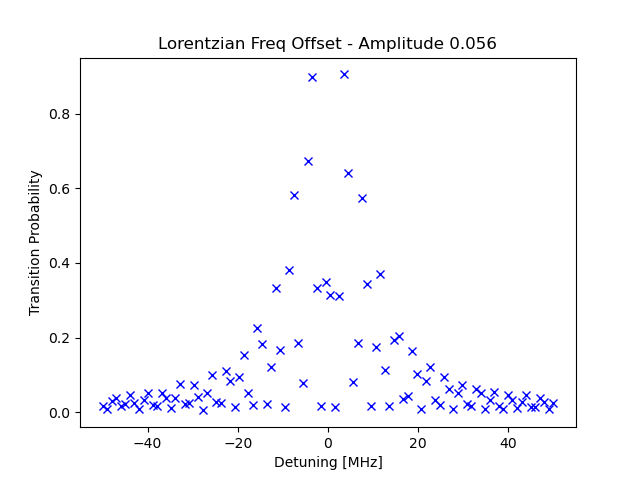 Lorentzian Freq Offset - Amplitude 0.056
Transition Probability
0.8
0.6
0.4
0.2
0.0
−40 −20 0 20 40
Detuning [MHz]